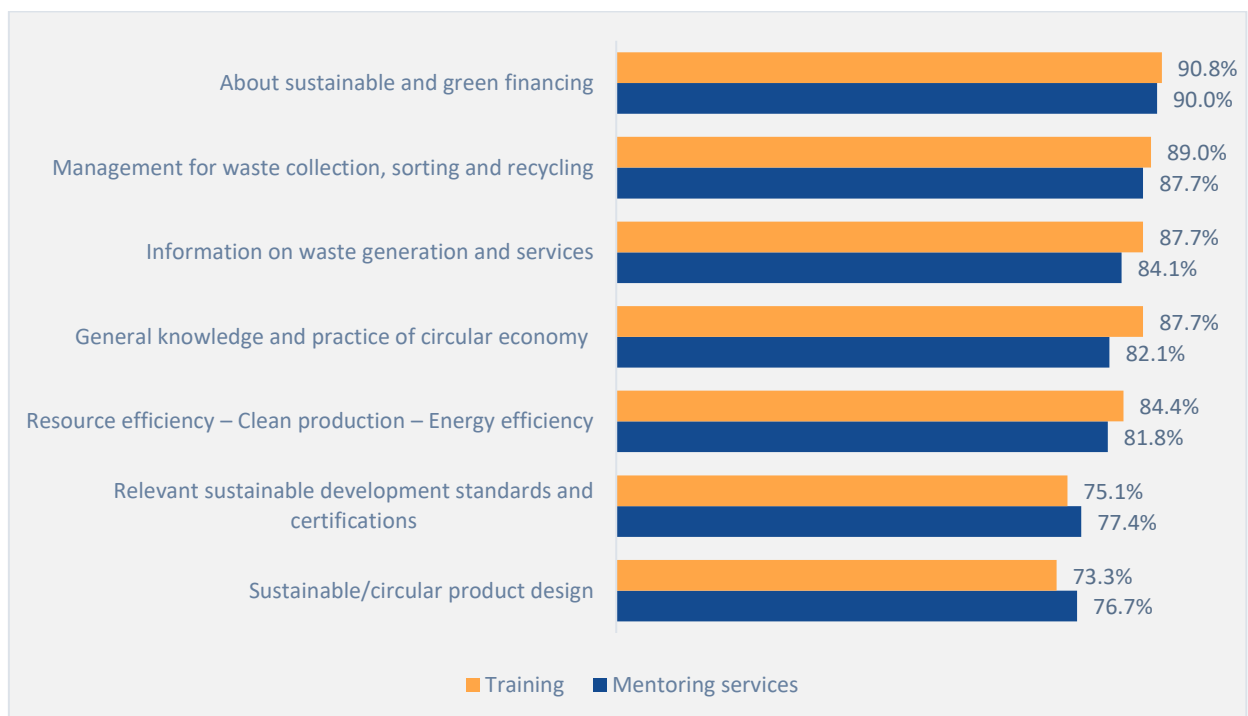 About sustainable and green financing
90.8%
90.0%
Management for waste collection, sorting and recycling
89.0%
87.7%
Information on waste generation and services
87.7%
84.1%
General knowledge and practice of circular economy
87.7%
82.1%
Resource efficiency – Clean production – Energy efficiency
84.4%
81.8%
Relevant sustainable development standards and
certifications
75.1%
77.4%
Sustainable/circular product design
73.3%
76.7%
Training
Mentoring services